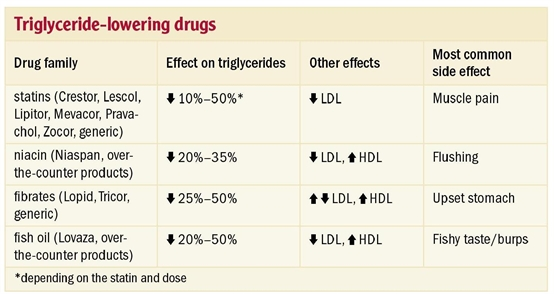 Triglyceride-lowering drugs
Drug family
Effect on triglycerides
Other effects
Most common
side effect
statins (Crestor, Lescol,
Lipitor, Mevacor, Prava-
chol, Zocor, generic)
⬇ 10%–50%*
⬇ LDL
Muscle pain
niacin (Niaspan, over-
the-counter products)
⬇ 20%–35%
⬇ LDL, ⬆ HDL
Flushing
fibrates (Lopid, Tricor,
generic)
⬇ 25%–50%
⬆⬇ LDL, ⬆ HDL
Upset stomach
fish oil (Lovaza, over-
the-counter products)
⬇ 20%–50%
⬇ LDL, ⬆ HDL
Fishy taste/burps
*depending on the statin and dose